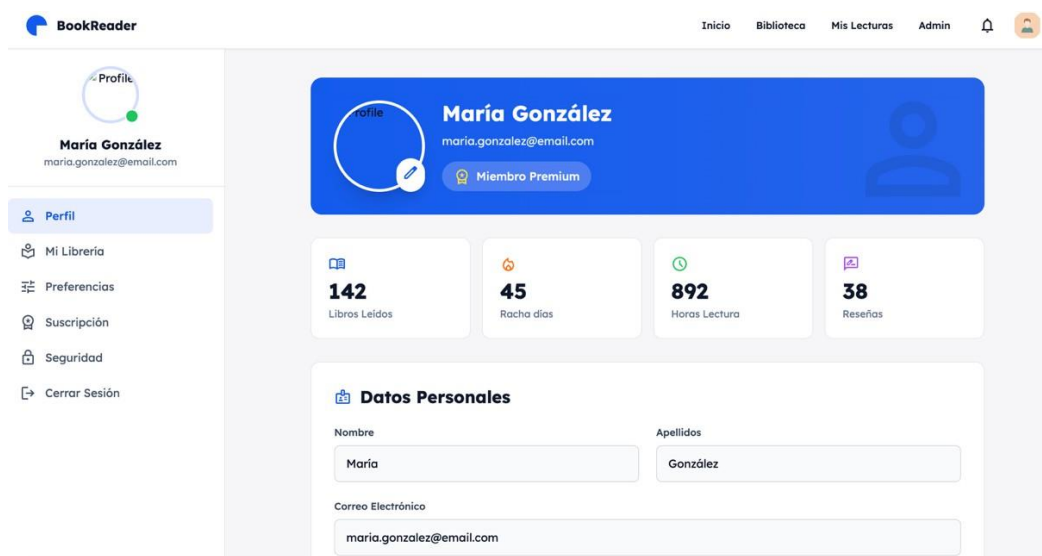 BookReader
Inicio Biblioteca Mis Lecturas Admin
Profile
María González
maria.gonzalez@email.com
Perfil
Mi Librería
Preferencias
Suscripción
Seguridad
Cerrar Sesión
rofile
María González
maria.gonzalez@email.com
Miembro Premium
142
Libros Leídos
45
Racha días
892
Horas Lectura
38
Reseñas
Datos Personales
Nombre
María
Apellidos
González
Correo Electrónico
maria.gonzalez@email.com